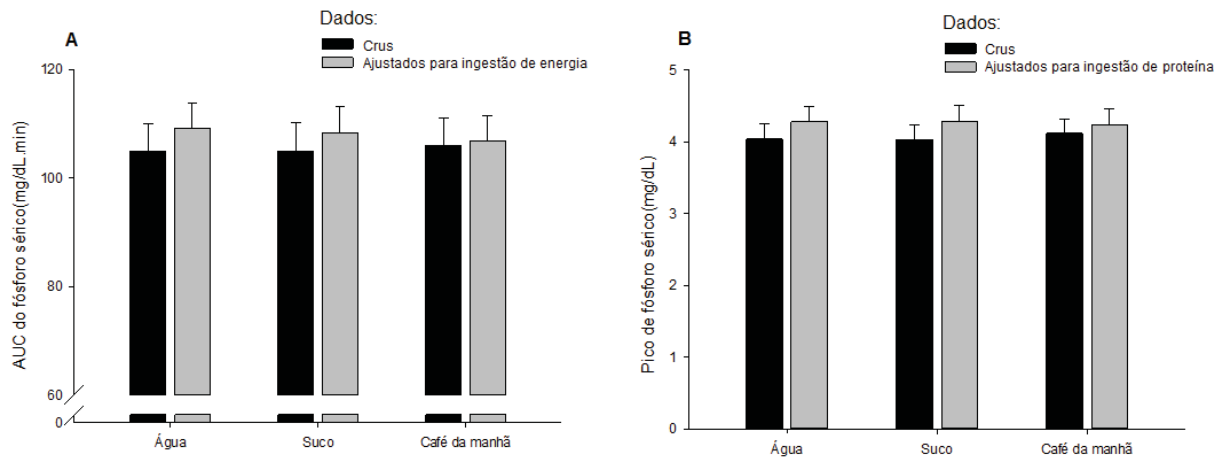 Dados:
A
Crus
Ajustados para ingestão de energia
AUC do fósforo sérico(mg/dL.min)
120
100
80
60
0
Água
Suco
Café da manhã
Dados:
B
Crus
Ajustados para ingestão de proteína
Pico de fósforo sérico(mg/dL)
5
4
3
2
1
0
Água
Suco
Café da manhã